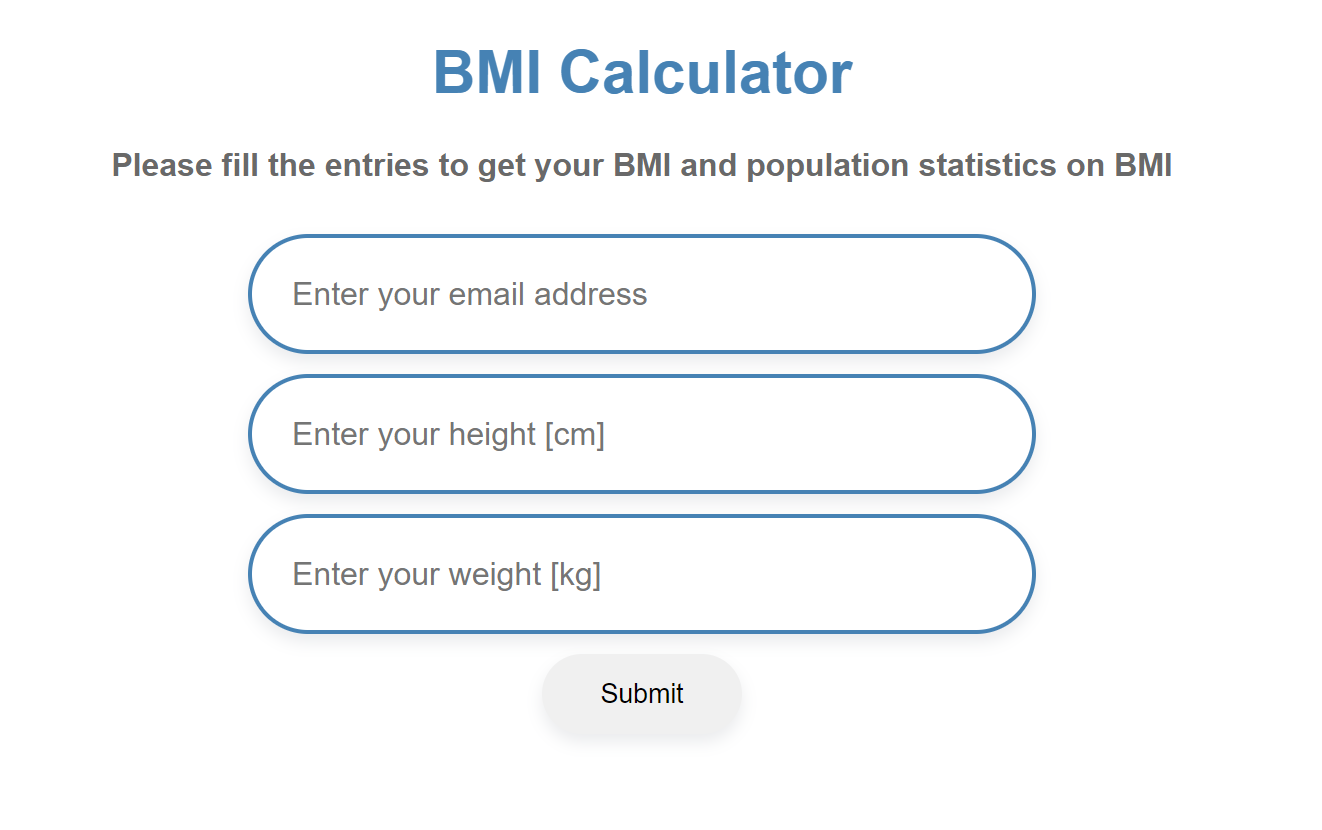 BMI Calculator
Please fill the entries to get your BMI and population statistics on BMI
Enter your email address
Enter your height [cm]
Enter your weight [kg]
Submit